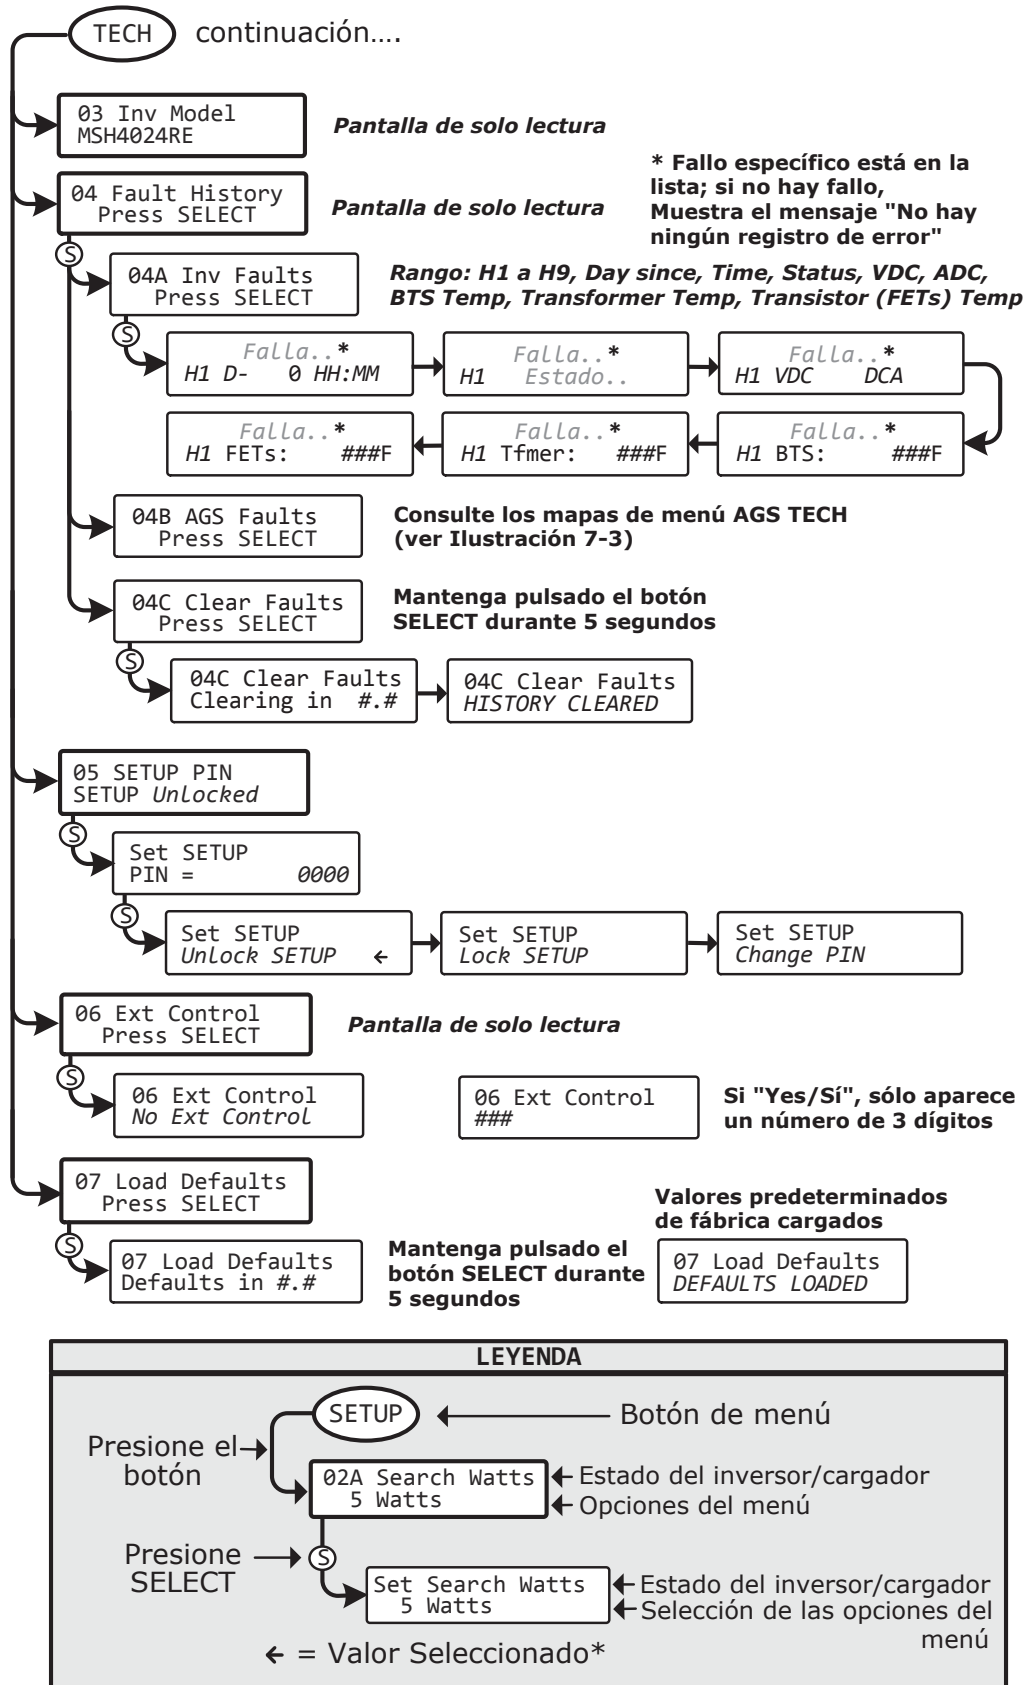 TECH continuación....
03 Inv Model
MSH4024RE
Pantalla de solo lectura
* Fallo específico está en la
lista; si no hay fallo,
Muestra el mensaje "No hay
ningún registro de error"
04 Fault History
Press SELECT
Pantalla de solo lectura
S
04A Inv Faults
Press SELECT
Rango: H1 a H9, Day since, Time, Status, VDC, ADC,
BTS Temp, Transformer Temp, Transistor (FETs) Temp
S
Falla..*
H1 D- 0 HH:MM
Falla..*
H1 Estado..
Falla..*
H1 VDC DCA
Falla..*
H1 FETs: ###F
Falla..*
H1 Tfmer: ###F
Falla..*
H1 BTS: ###F
04B AGS Faults
Press SELECT
Consulte los mapas de menú AGS TECH
(ver Ilustración 7-3)
04C Clear Faults
Press SELECT
Mantenga pulsado el botón
SELECT durante 5 segundos
S
04C Clear Faults
Clearing in #.#
04C Clear Faults
HISTORY CLEARED
05 SETUP PIN
SETUP Unlocked
S
Set SETUP
PIN = 0000
S
Set SETUP
Unlock SETUP ←
Set SETUP
Lock SETUP
Set SETUP
Change PIN
06 Ext Control
Press SELECT
Pantalla de solo lectura
S
06 Ext Control
No Ext Control
06 Ext Control
###
Si "Yes/Sí", sólo aparece
un número de 3 dígitos
07 Load Defaults
Press SELECT
S
07 Load Defaults
Defaults in #.#
Mantenga pulsado el
botón SELECT durante
5 segundos
Valores predeterminados
de fábrica cargados
07 Load Defaults
DEFAULTS LOADED
LEYENDA
SETUP
Botón de menú
Presione el
botón
02A Search Watts
5 Watts
Estado del inversor/cargador
Opciones del menú
Presione
SELECT
S
Set Search Watts
5 Watts
Estado del inversor/cargador
Selección de las opciones del
menú
← = Valor Seleccionado*